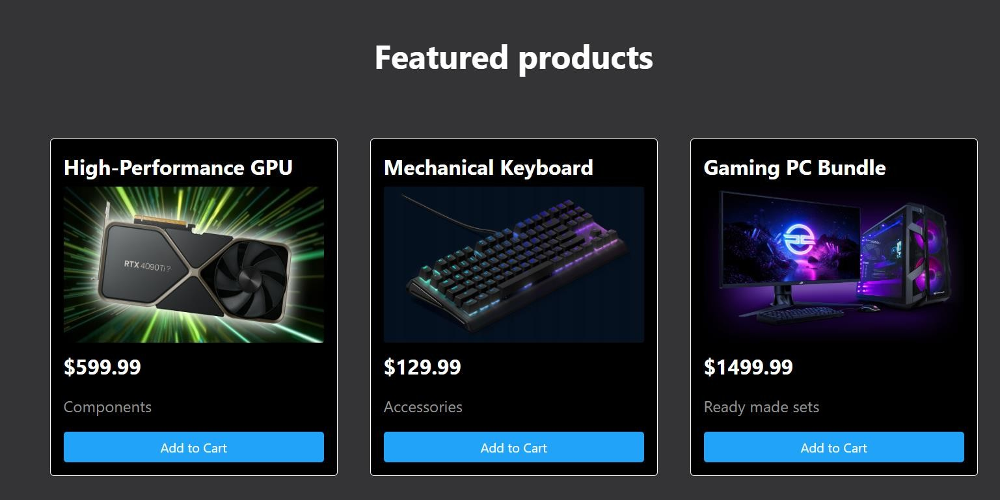 Featured products
High-Performance GPU
RTX 4090Ti ?
$599.99
Components
Add to Cart
Mechanical Keyboard
$129.99
Accessories
Add to Cart
Gaming PC Bundle
$1499.99
Ready made sets
Add to Cart